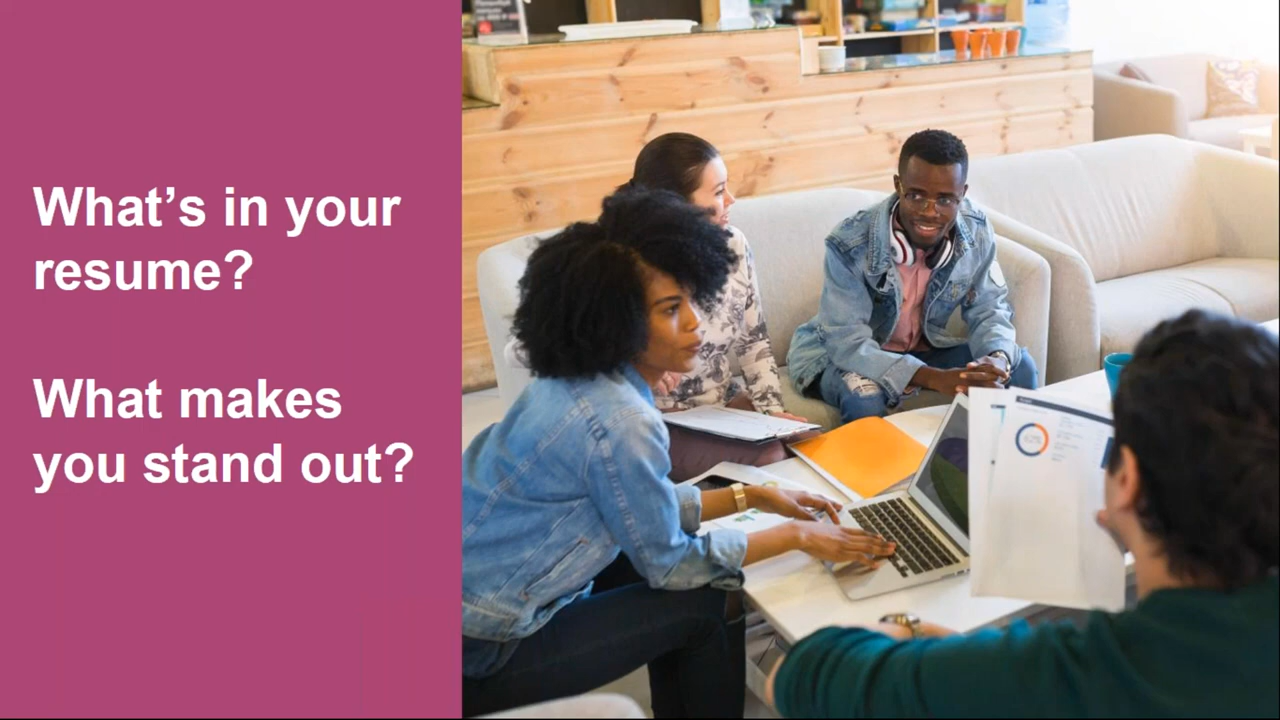 What’s in your
resume?
What makes
you stand out?